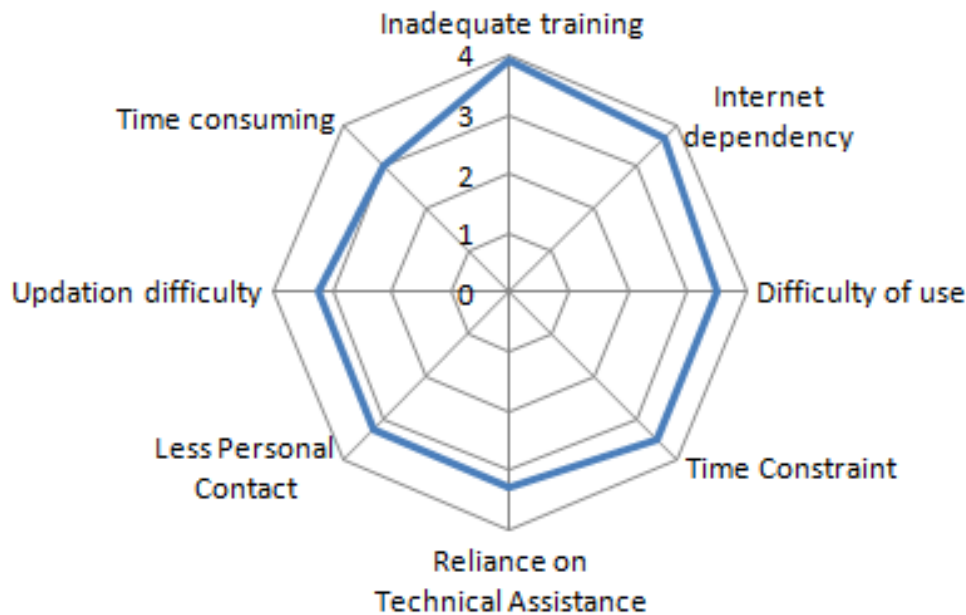 Inadequate training
4
Time consuming
Internet
dependency
3
2
1
Updation difficulty
0
Difficulty of use
Less Personal
Contact
Time Constraint
Reliance on
Technical Assistance